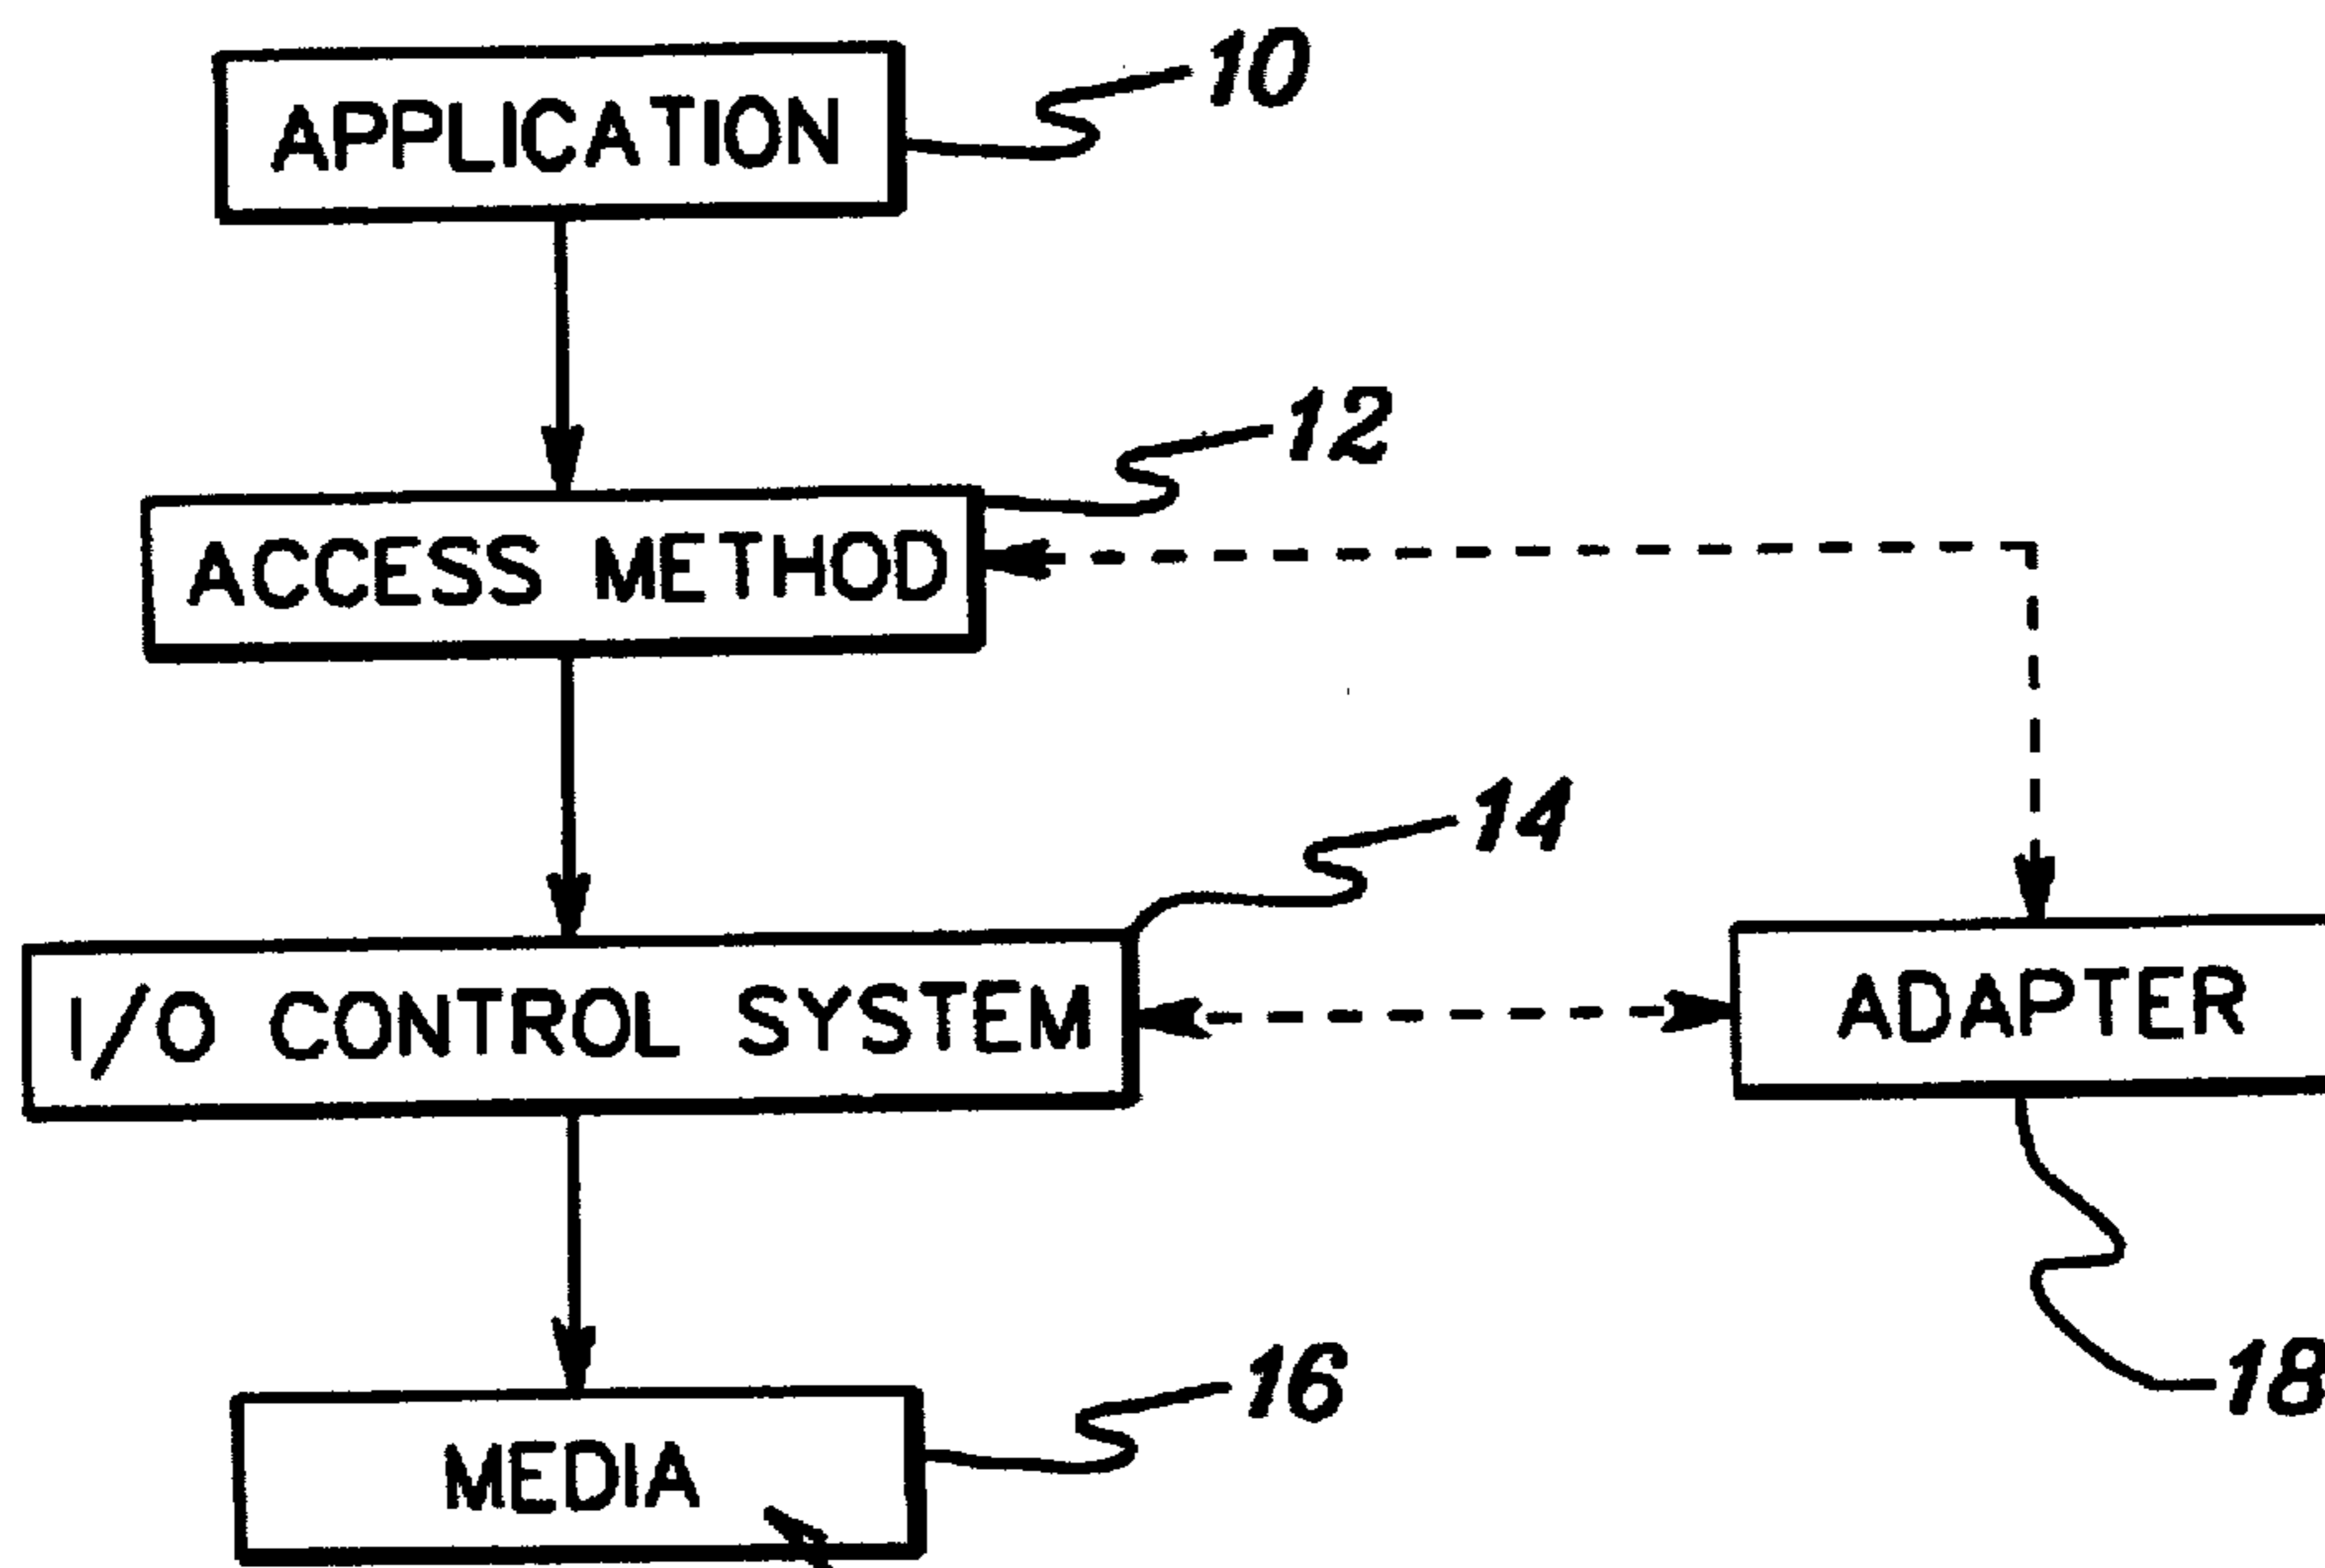 APPLICATION
10
12
ACCESS METHOD
14
I/O CONTROL SYSTEM
ADAPTER
16
18
MEDIA